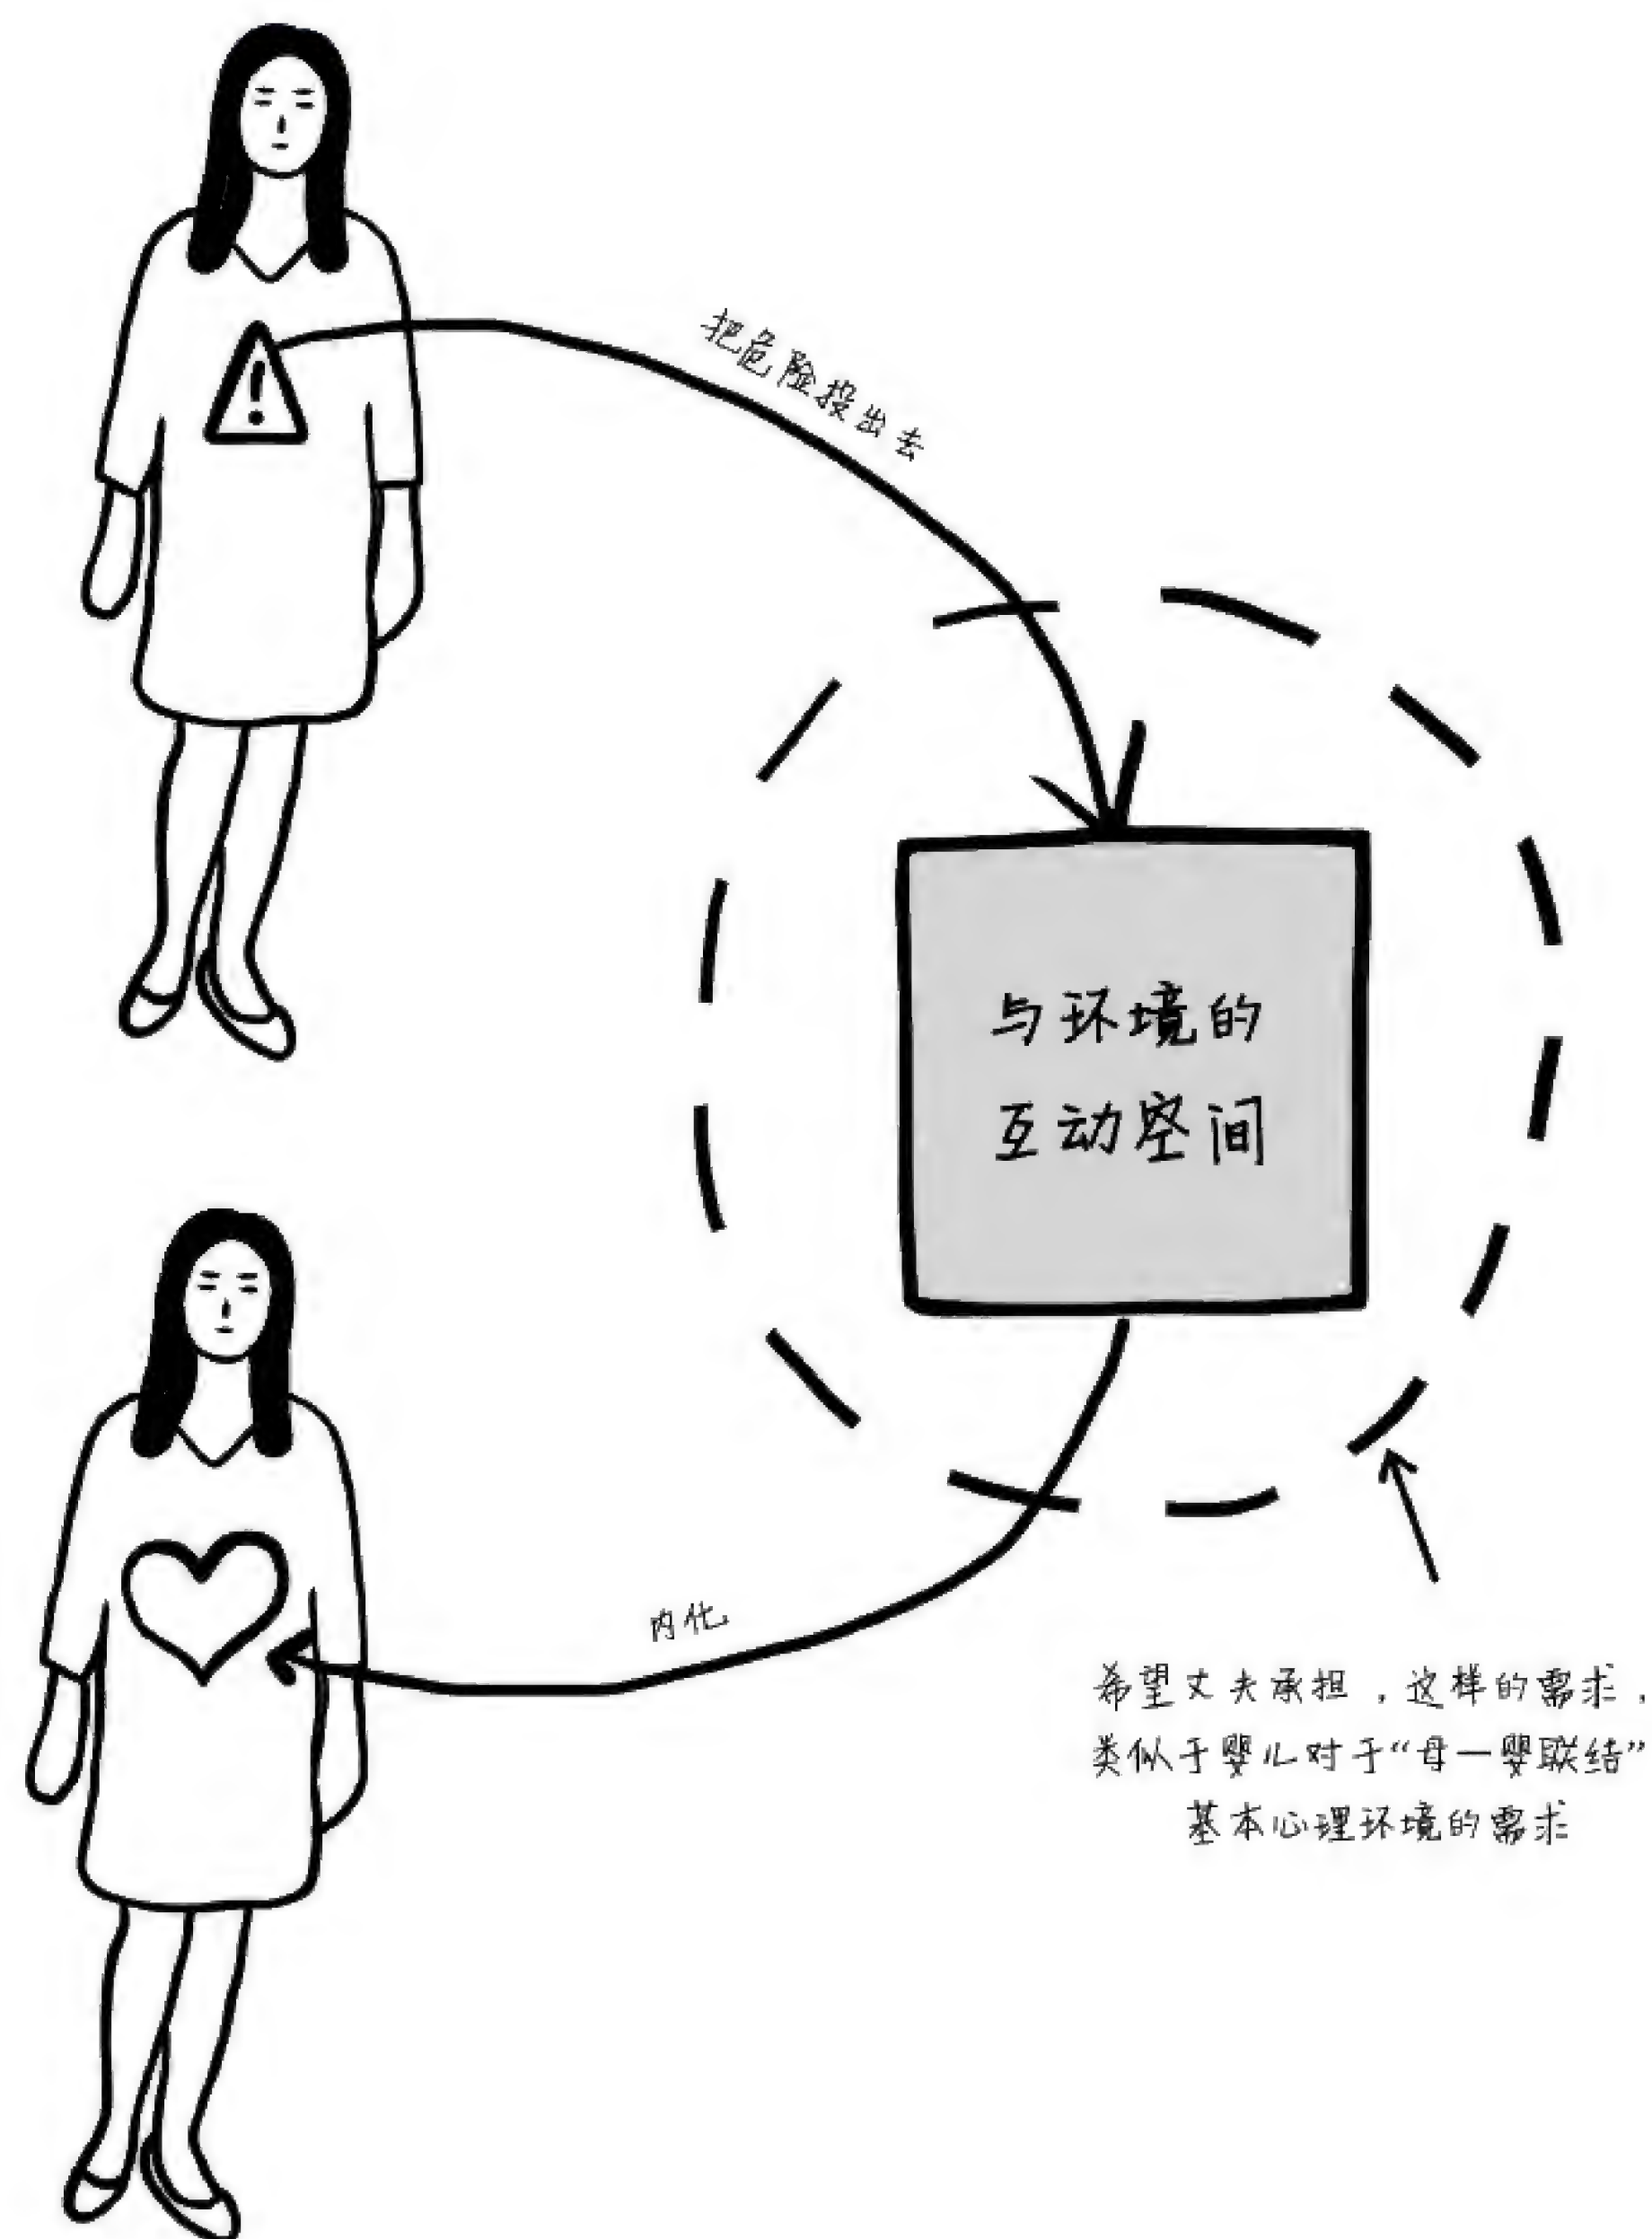 把危险投出去
与环境的
互动空间
内化
希望丈夫承担，这样的需求，
类似于婴儿对于“母一婴联结”
基本心理环境的需求